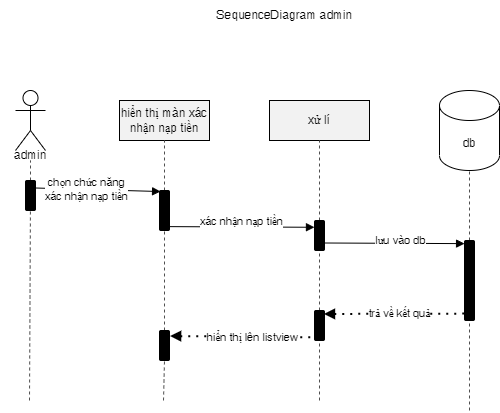 SequenceDiagram admin
hiển thị màn xác
nhận nạp tiền
xử lí
db
admin
chọn chức năng
xác nhận nạp tiền
xác nhận nạp tiền
lưu vào db
trả về kết quả
hiển thị lên listview